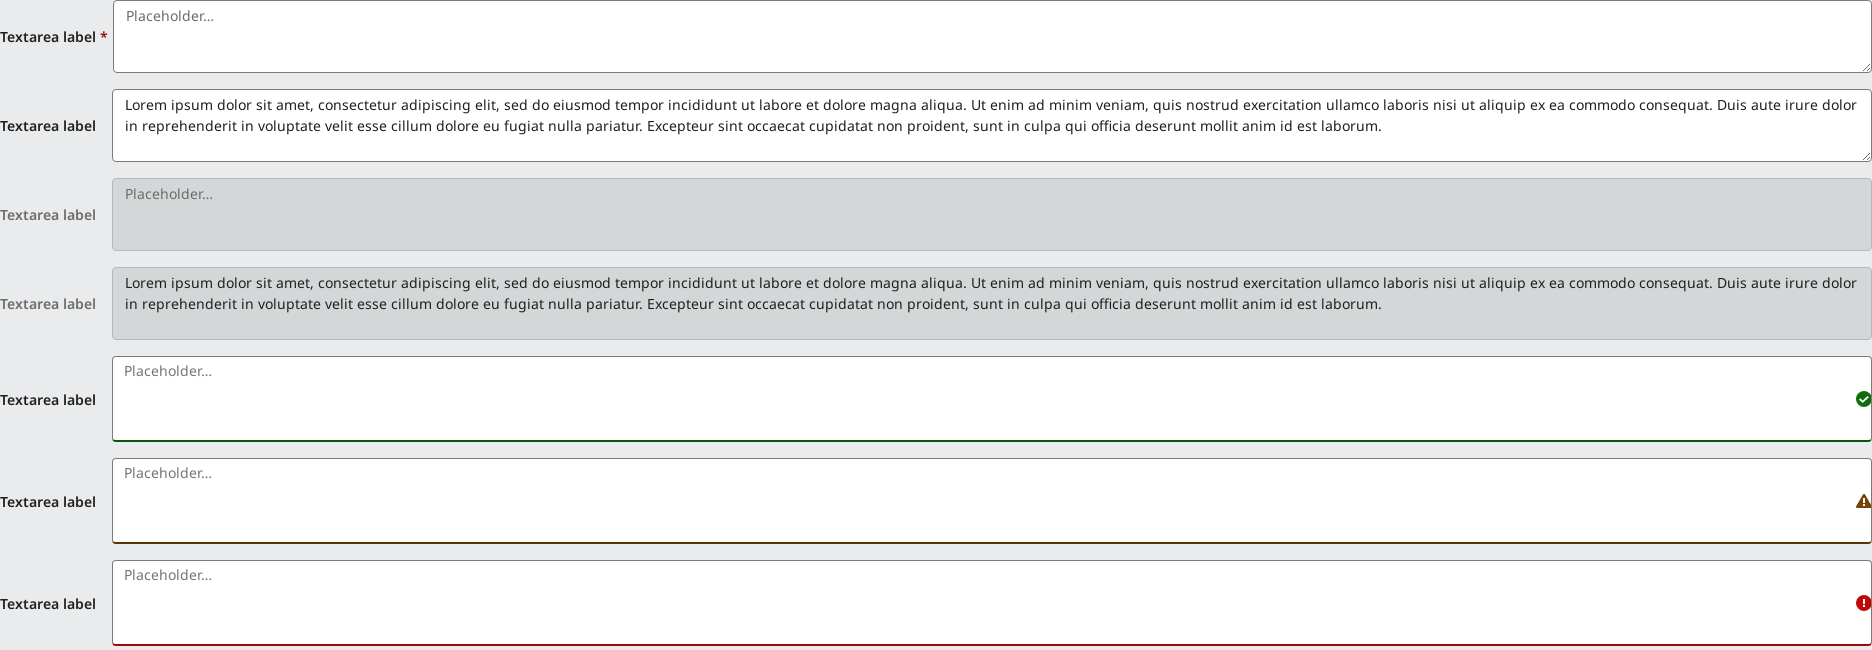 Textarea label *
Placeholder...
Textarea label
Lorem ipsum dolor sit amet, consectetur adipiscing elit, sed do eiusmod tempor incididunt ut labore et dolore magna aliqua. Ut enim ad minim veniam, quis nostrud exercitation ullamco laboris nisi ut aliquip ex ea commodo consequat. Duis aute irure dolor
in reprehenderit in voluptate velit esse cillum dolore eu fugiat nulla pariatur. Excepteur sint occaecat cupidatat non proident, sunt in culpa qui officia deserunt mollit anim id est laborum.
Textarea label
Placeholder...
Textarea label
Lorem ipsum dolor sit amet, consectetur adipiscing elit, sed do eiusmod tempor incididunt ut labore et dolore magna aliqua. Ut enim ad minim veniam, quis nostrud exercitation ullamco laboris nisi ut aliquip ex ea commodo consequat. Duis aute irure dolor
in reprehenderit in voluptate velit esse cillum dolore eu fugiat nulla pariatur. Excepteur sint occaecat cupidatat non proident, sunt in culpa qui officia deserunt mollit anim id est laborum.
Textarea label
Placeholder...
Textarea label
Placeholder...
Textarea label
Placeholder...